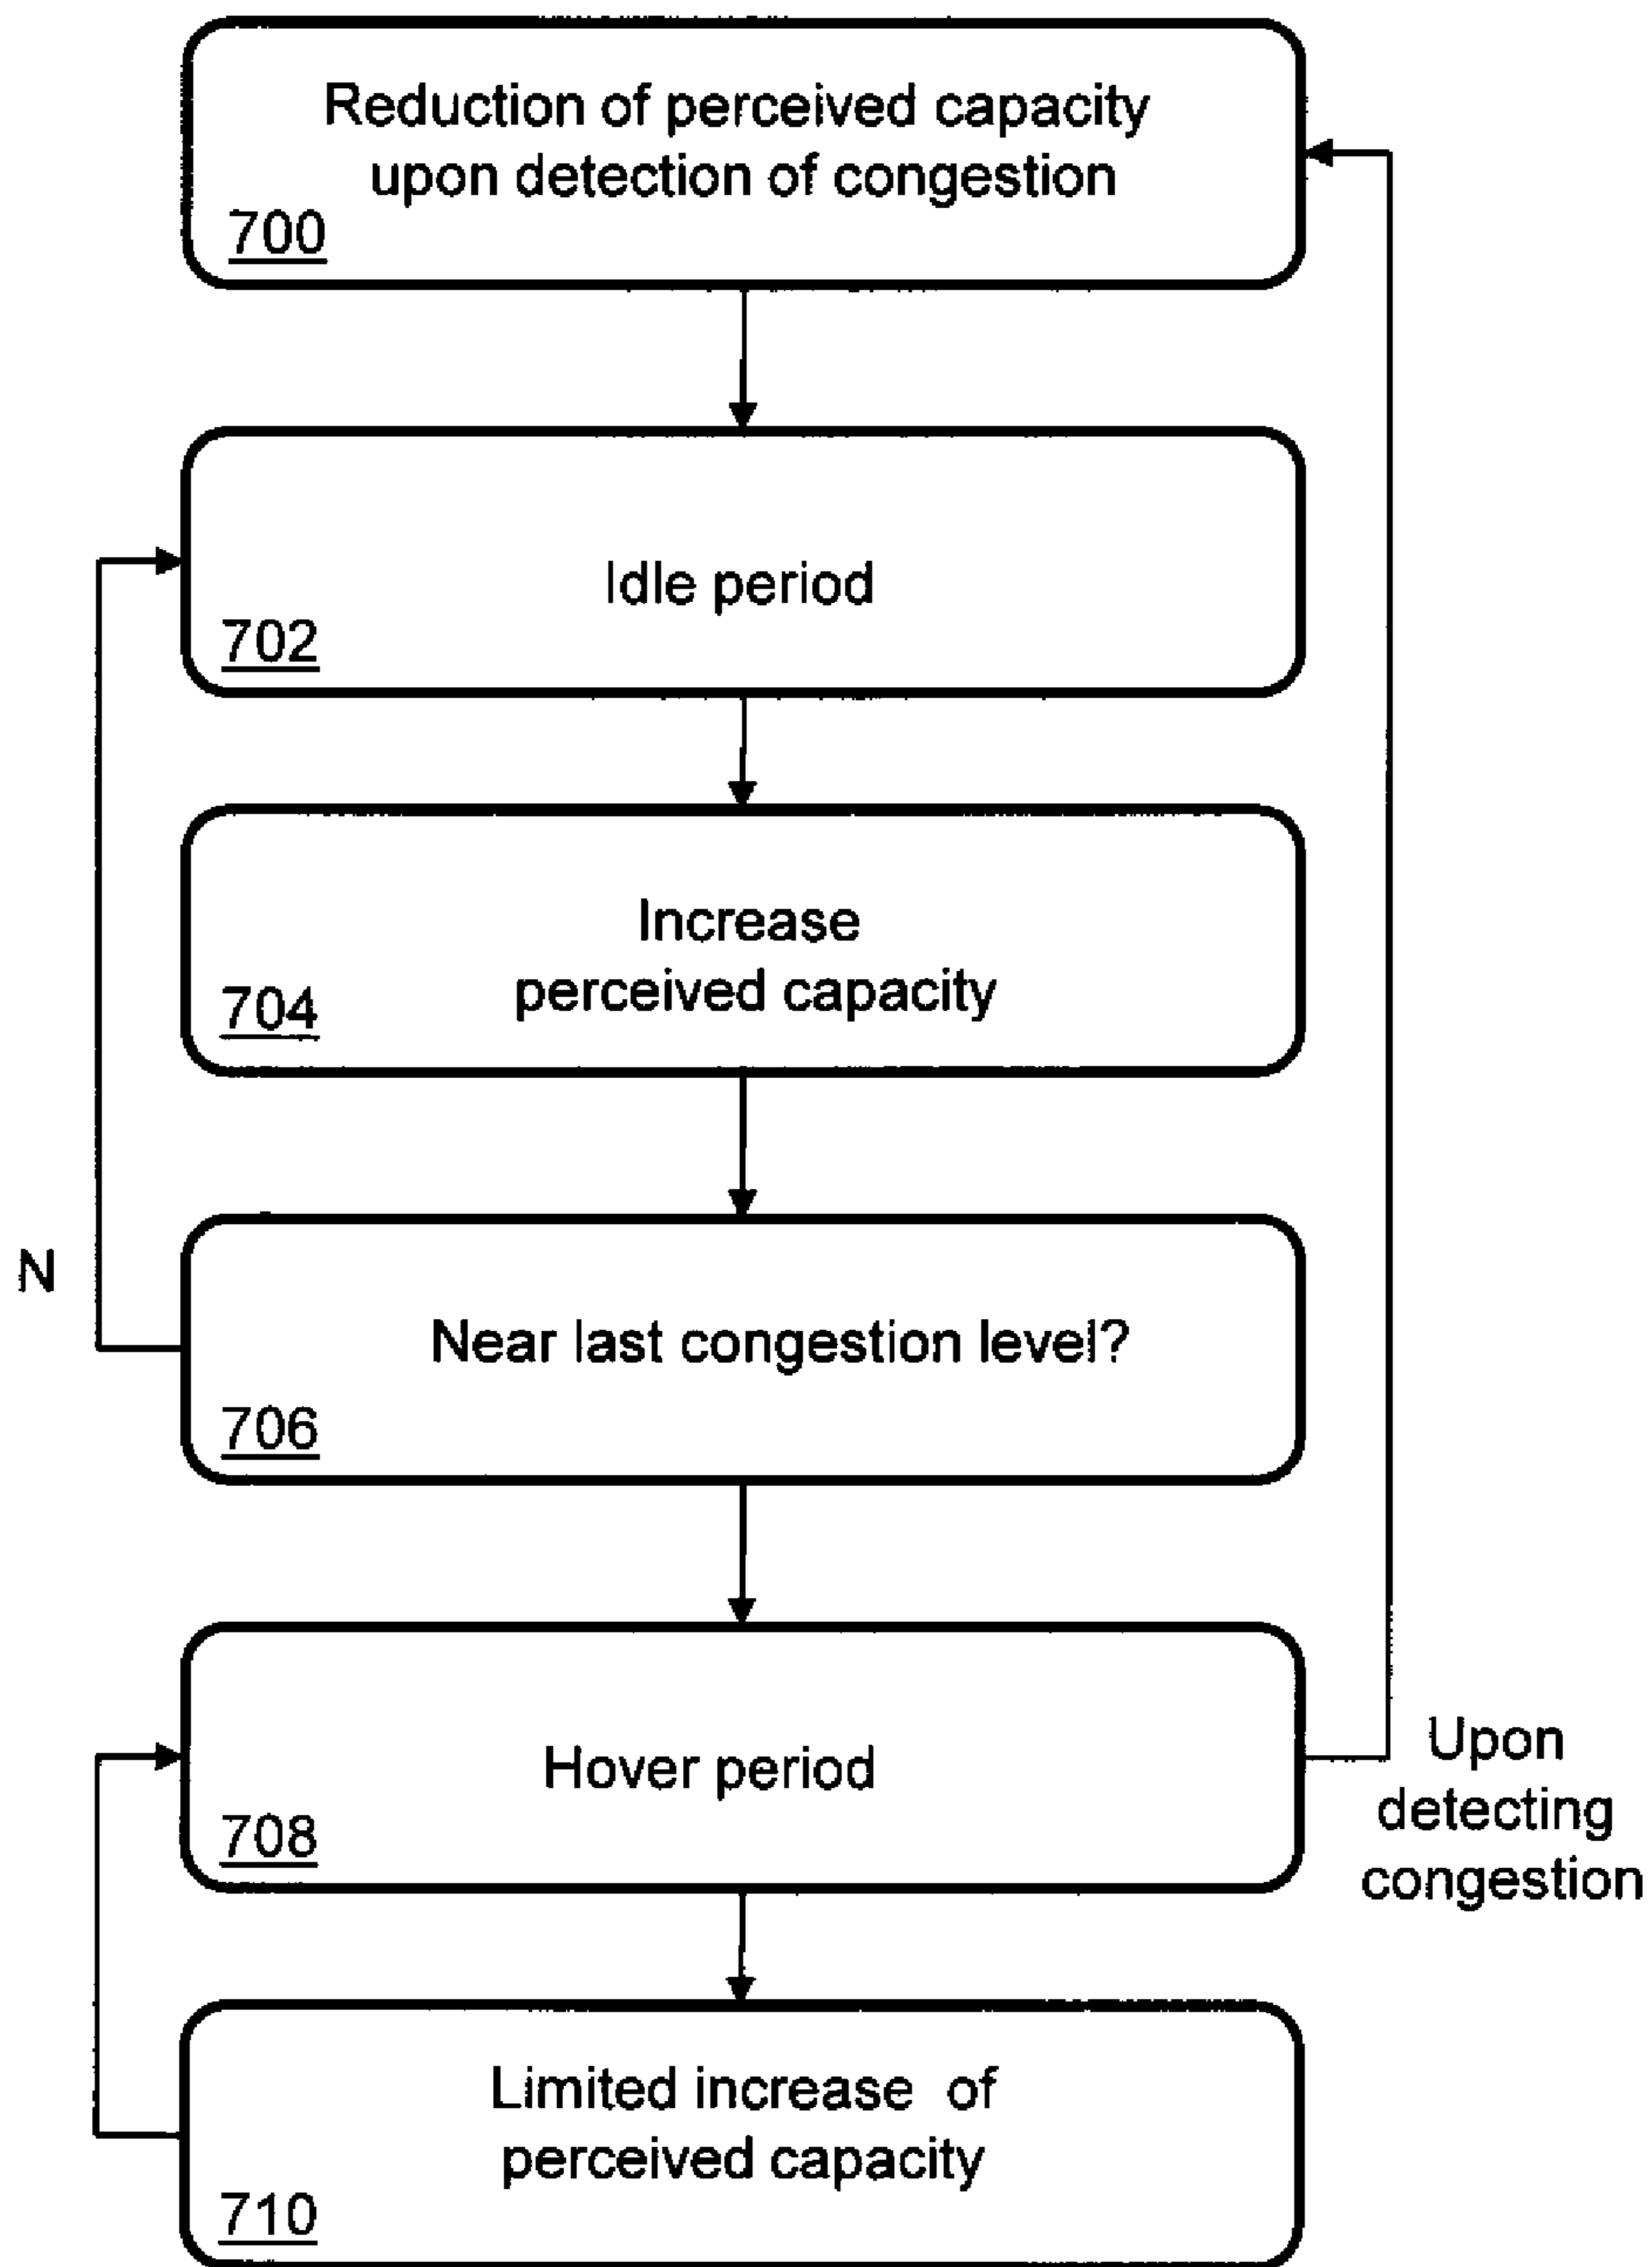 Reduction of perceived capacity
upon detection of congestion
700
Idle period
702
Increase
perceived capacity
704
N
Near last congestion level?
706
Hover period
708
Upon
detecting
congestion
Limited increase of
perceived capacity
710